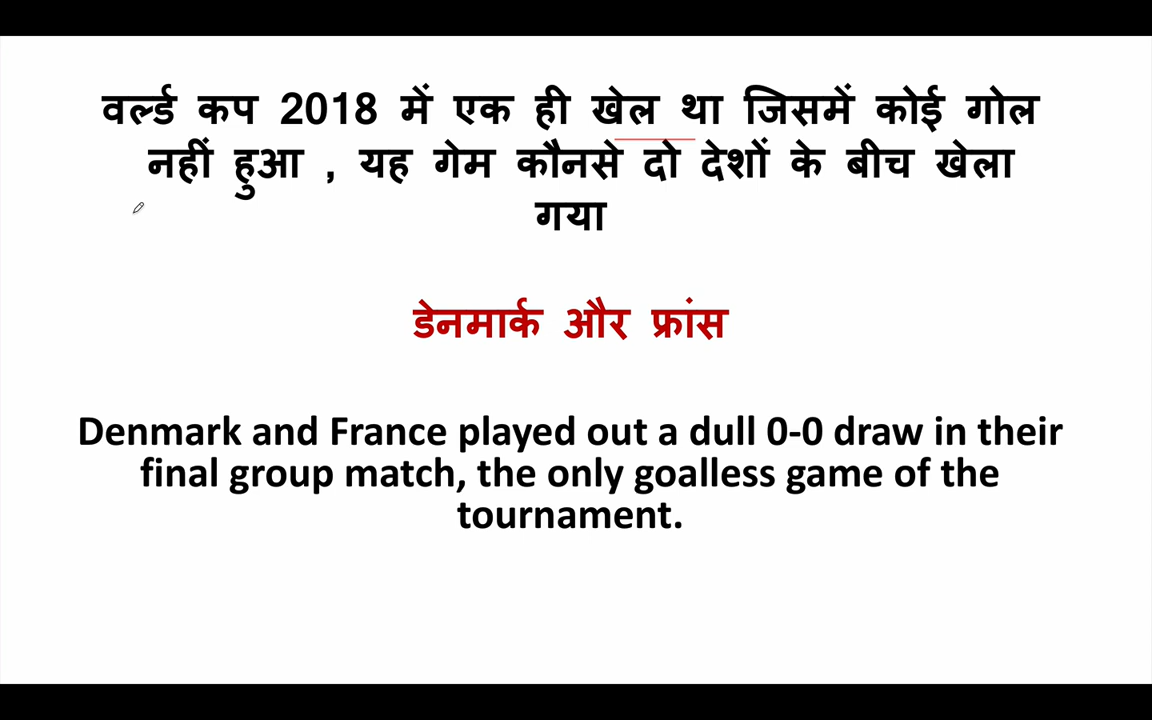 वर्ल्ड कप 2018 में एक ही खेल था जिसमें कोई गोल
नहीं हुआ , यह गेम कौनसे दो देशों के बीच खेला
गया
डेनमार्क और फ्रांस
Denmark and France played out a dull 0-0 draw in their
final group match, the only goalless game of the
tournament.